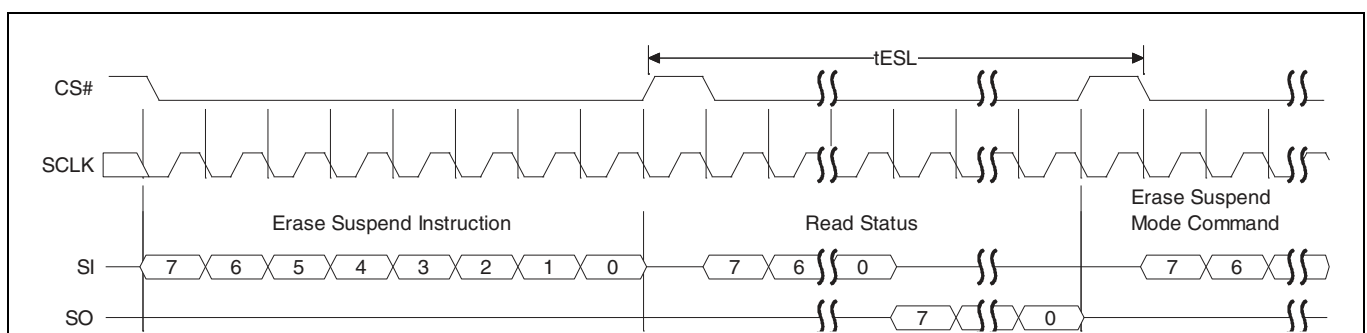 tESL
CS#
SCLK
Erase Suspend Instruction
Read Status
Erase Suspend
Mode Command
SI 7 6 5 4 3 2 1 0 7 6 0 7 6
SO 7 0